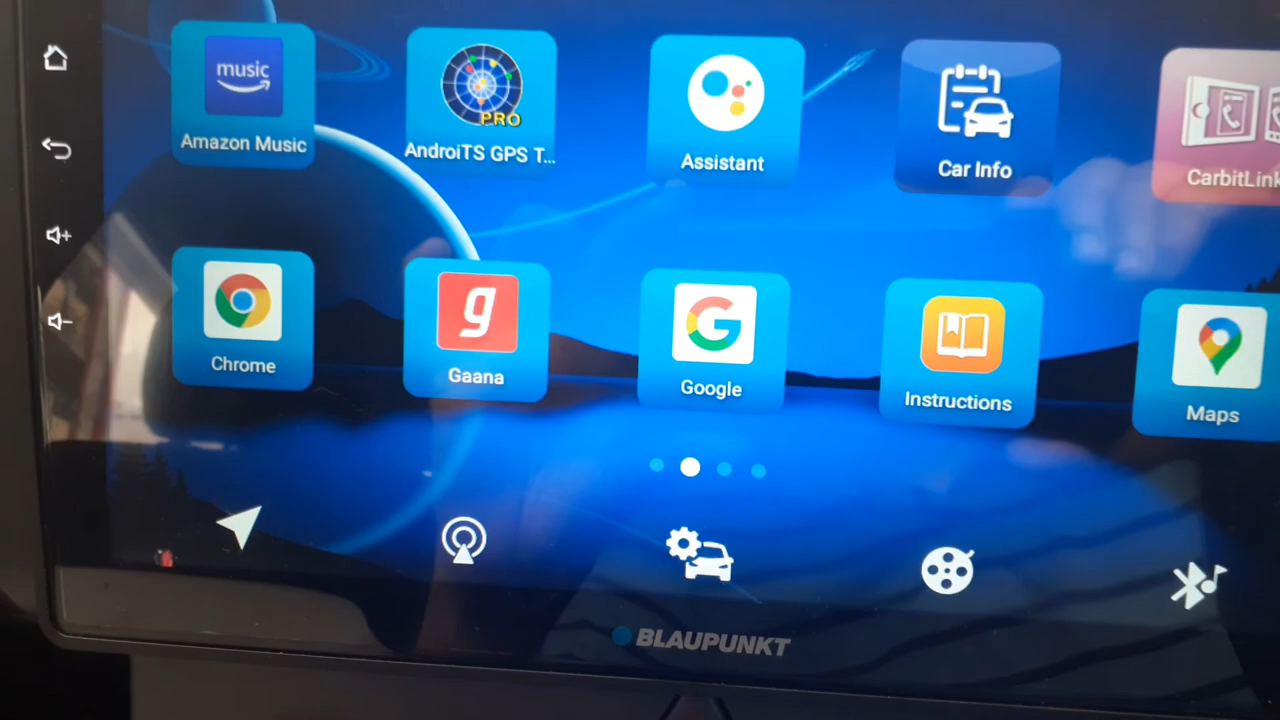 music
Amazon Music
PRO
AndroiTS GPS T...
Assistant
Car Info
CarbitLink
Chrome
g
Gaana
G
Google
Instructions
Maps
BLAUPUNKT